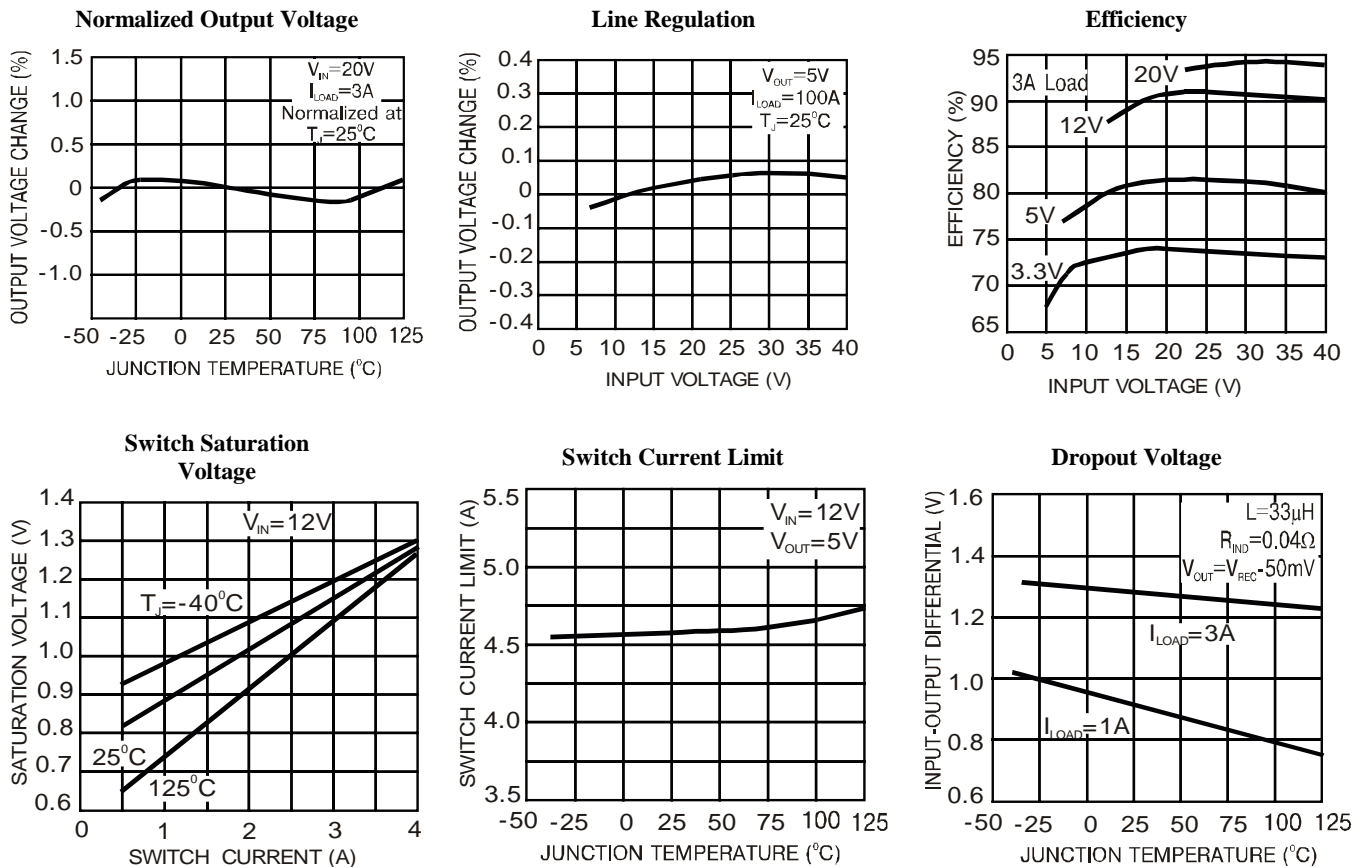 Normalized Output Voltage
OUTPUT VOLTAGE CHANGE (%)
1.5
1.0
0.5
0
-0.5
-1.0
V_IN=20V
I_LOAD=3A
Normalized at
T_J=25°C
-50 -25 0 25 50 75 100 125
JUNCTION TEMPERATURE (°C)
Line Regulation
OUTPUT VOLTAGE CHANGE (%)
0.4
0.3
0.2
0.1
0
-0.1
-0.2
-0.3
-0.4
V_OUT=5V
I_LOAD=100A
T_J=25°C
0 5 10 15 20 25 30 35 40
INPUT VOLTAGE (V)
Efficiency
EFFICIENCY (%)
95
90
85
80
75
70
65
3A Load
20V
12V
5V
3.3V
0 5 10 15 20 25 30 35 40
INPUT VOLTAGE (V)
Switch Saturation
Voltage
SATURATION VOLTAGE (V)
1.4
1.3
1.2
1.1
1.0
0.9
0.8
0.7
0.6
V_IN=12V
T_J=-40°C
25°C
125°C
0 1 2 3 4
SWITCH CURRENT (A)
Switch Current Limit
SWITCH CURRENT LIMIT (A)
5.5
5.0
4.5
4.0
3.5
V_IN=12V
V_OUT=5V
-50 -25 0 25 50 75 100 125
JUNCTION TEMPERATURE (°C)
Dropout Voltage
INPUT-OUTPUT DIFFERENTIAL (V)
1.6
1.4
1.2
1.0
0.8
0.6
L=33μH
R_IND=0.04Ω
V_OUT=V_REC-50mV
I_LOAD=3A
I_LOAD=1A
-50 -25 0 25 50 75 100 125
JUNCTION TEMPERATURE (°C)